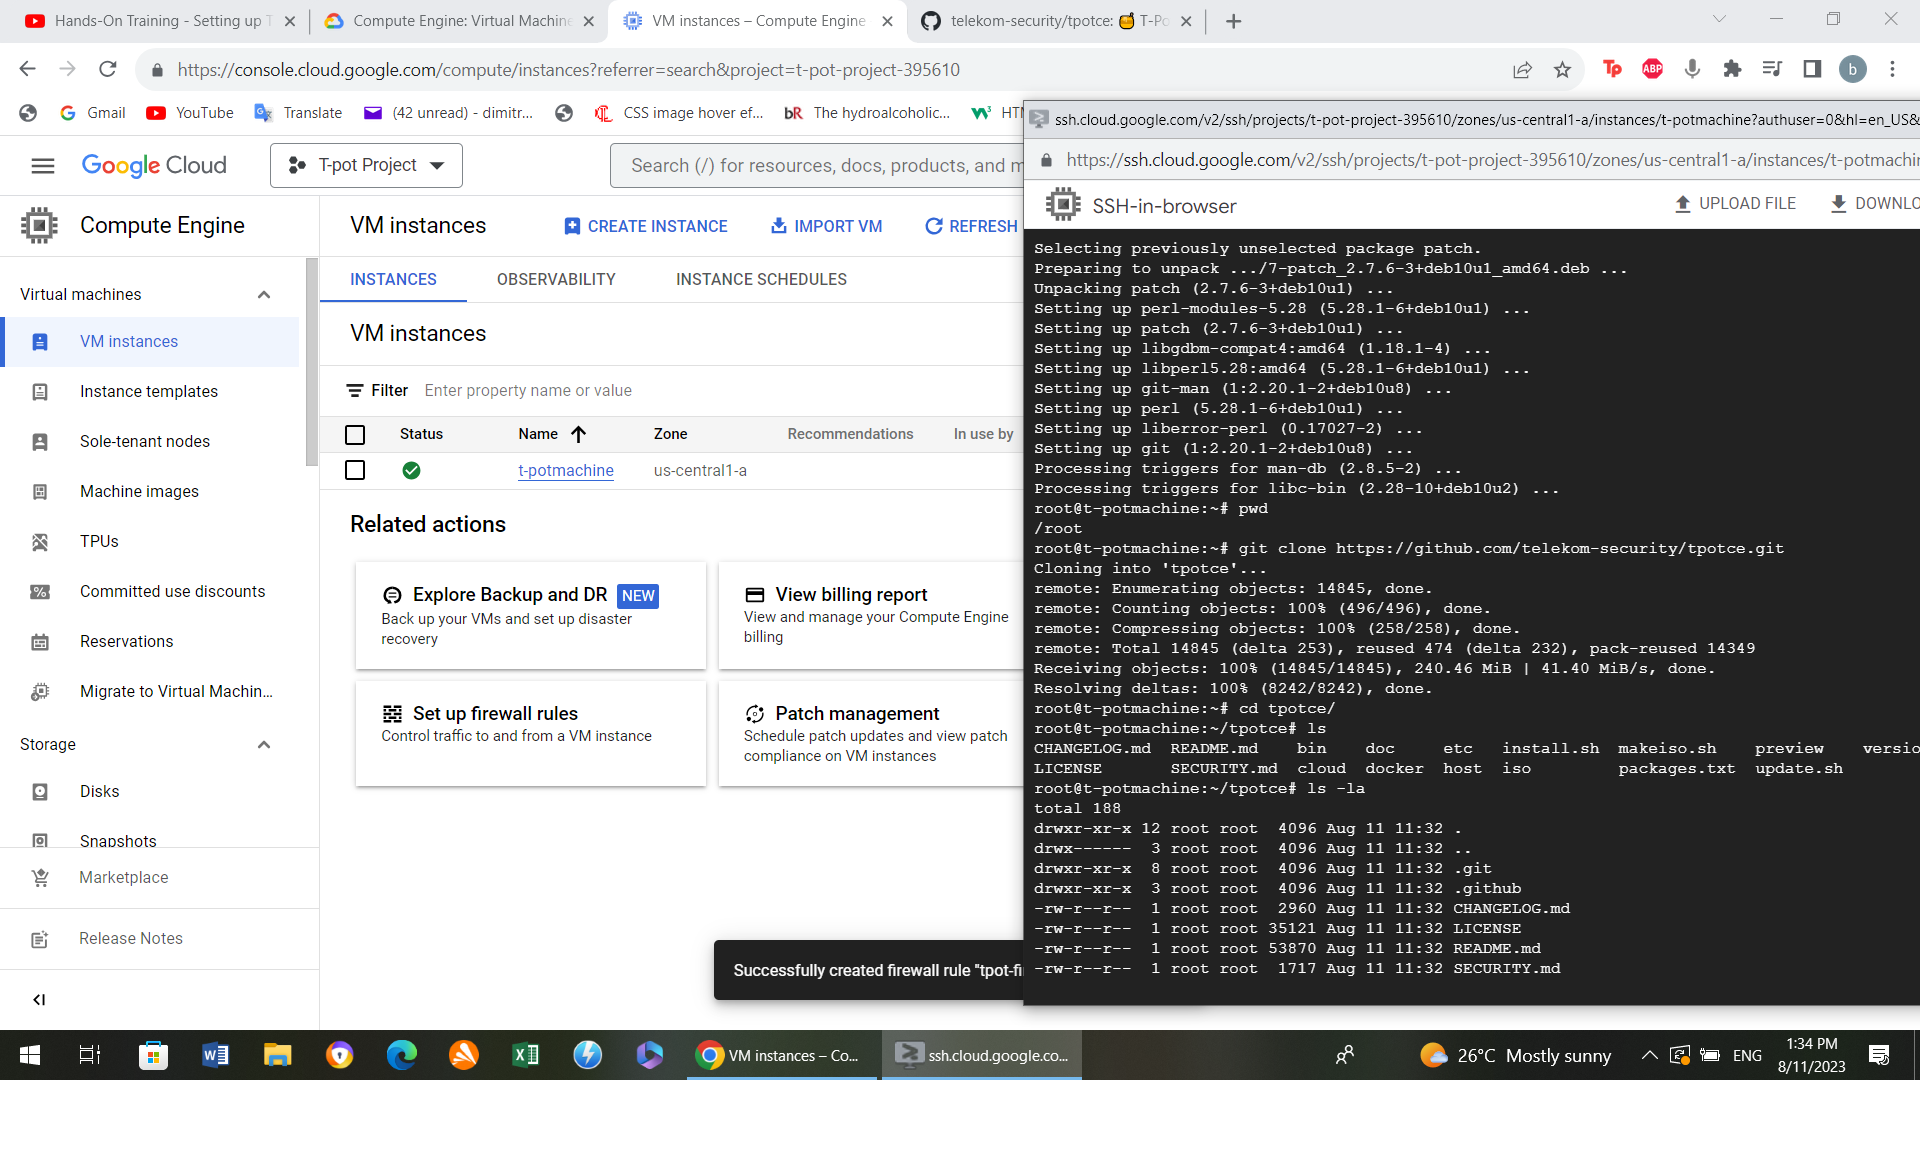 Hands-On Training - Setting up T
Compute Engine: Virtual Machine
VM instances – Compute Engine
telekom-security/tpotce: 🍯 T-Po
https://console.cloud.google.com/compute/instances?referrer=search&project=t-pot-project-395610
Tp
ABP
b
Gmail
YouTube
Translate
(42 unread) - dimitr...
CSS image hover ef...
bR The hydroalcoholic...
HTM
ssh.cloud.google.com/v2/ssh/projects/t-pot-project-395610/zones/us-central1-a/instances/t-potmachine?authuser=0&hl=en_US&
https://ssh.cloud.google.com/v2/ssh/projects/t-pot-project-395610/zones/us-central1-a/instances/t-potmachin
Google Cloud
T-pot Project
Search (/) for resources, docs, products, and m
SSH-in-browser
UPLOAD FILE
DOWNLO
Compute Engine
VM instances
CREATE INSTANCE
IMPORT VM
REFRESH
INSTANCES
OBSERVABILITY
INSTANCE SCHEDULES
Virtual machines
VM instances
Instance templates
Sole-tenant nodes
Machine images
TPUs
Committed use discounts
Reservations
Migrate to Virtual Machin...
Storage
Disks
Snapshots
Marketplace
Release Notes
VM instances
Filter Enter property name or value
Status Name Zone Recommendations In use by
t-potmachine us-central1-a
Related actions
Explore Backup and DR NEW
Back up your VMs and set up disaster
recovery
View billing report
View and manage your Compute Engine
billing
Set up firewall rules
Control traffic to and from a VM instance
Patch management
Schedule patch updates and view patch
compliance on VM instances
Successfully created firewall rule "tpot-fi
Selecting previously unselected package patch.
Preparing to unpack .../7-patch_2.7.6-3+deb10u1_amd64.deb ...
Unpacking patch (2.7.6-3+deb10u1) ...
Setting up perl-modules-5.28 (5.28.1-6+deb10u1) ...
Setting up patch (2.7.6-3+deb10u1) ...
Setting up libgdbm-compat4:amd64 (1.18.1-4) ...
Setting up libperl5.28:amd64 (5.28.1-6+deb10u1) ...
Setting up git-man (1:2.20.1-2+deb10u8) ...
Setting up perl (5.28.1-6+deb10u1) ...
Setting up liberror-perl (0.17027-2) ...
Setting up git (1:2.20.1-2+deb10u8) ...
Processing triggers for man-db (2.8.5-2) ...
Processing triggers for libc-bin (2.28-10+deb10u2) ...
root@t-potmachine:~# pwd
/root
root@t-potmachine:~# git clone https://github.com/telekom-security/tpotce.git
Cloning into 'tpotce'...
remote: Enumerating objects: 14845, done.
remote: Counting objects: 100% (496/496), done.
remote: Compressing objects: 100% (258/258), done.
remote: Total 14845 (delta 253), reused 474 (delta 232), pack-reused 14349
Receiving objects: 100% (14845/14845), 240.46 MiB | 41.40 MiB/s, done.
Resolving deltas: 100% (8242/8242), done.
root@t-potmachine:~# cd tpotce/
root@t-potmachine:~/tpotce# ls
CHANGELOG.md README.md bin doc etc install.sh makeiso.sh preview versio
LICENSE SECURITY.md cloud docker host iso packages.txt update.sh
root@t-potmachine:~/tpotce# ls -la
total 188
drwxr-xr-x 12 root root 4096 Aug 11 11:32 .
drwx------ 3 root root 4096 Aug 11 11:32 ..
drwxr-xr-x 8 root root 4096 Aug 11 11:32 .git
drwxr-xr-x 3 root root 4096 Aug 11 11:32 .github
-rw-r--r-- 1 root root 2960 Aug 11 11:32 CHANGELOG.md
-rw-r--r-- 1 root root 35121 Aug 11 11:32 LICENSE
-rw-r--r-- 1 root root 53870 Aug 11 11:32 README.md
-rw-r--r-- 1 root root 1717 Aug 11 11:32 SECURITY.md
VM instances – Co...
ssh.cloud.google.co...
26°C Mostly sunny
ENG
1:34 PM
8/11/2023